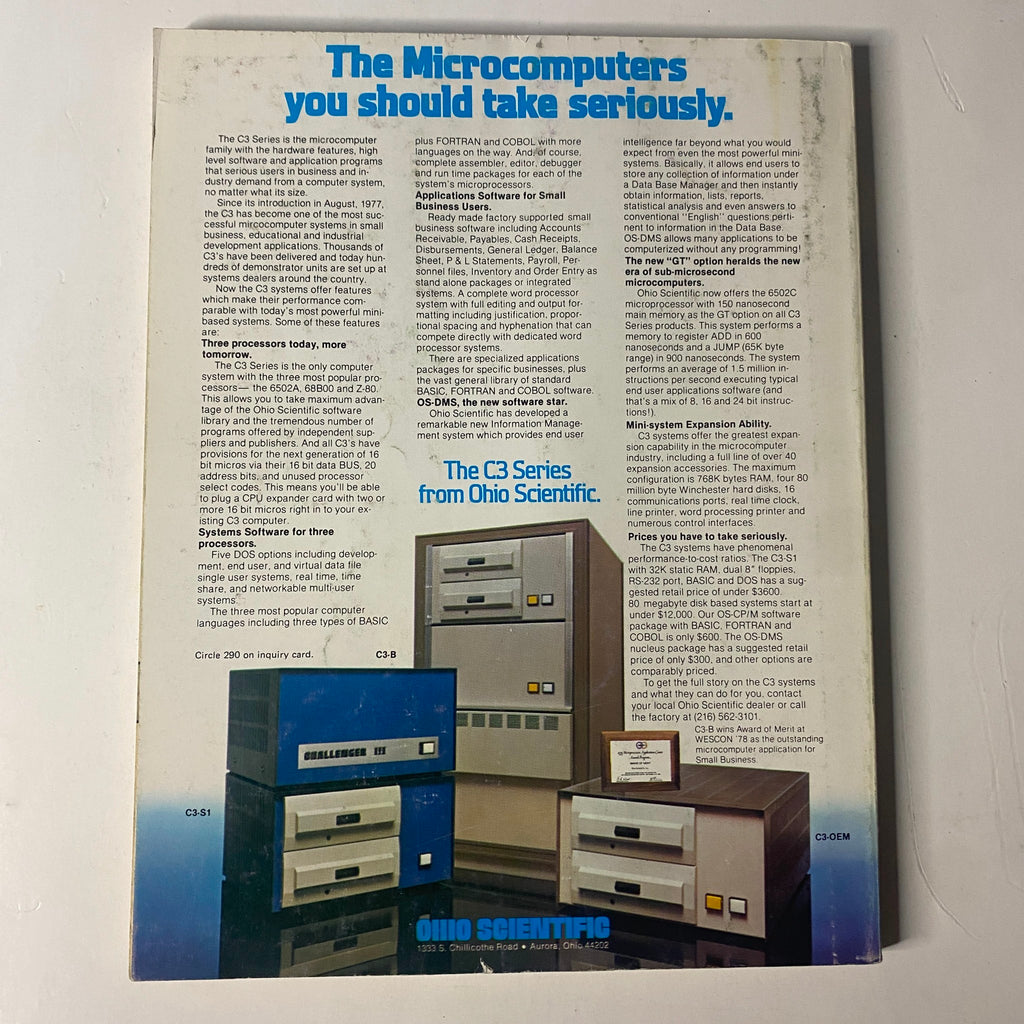 The Microcomputers
you should take seriously.
The C3 Series is the microcomputer
family with the hardware features, high
level software and application programs
that serious users in business and in-
dustry demand from a computer system,
no matter what its size.
Since its introduction in August, 1977,
the C3 has become one of the most suc-
cessful mircocomputer systems in small
business, educational and industrial
development applications. Thousands of
C3's have been delivered and today hun-
dreds of demonstrator units are set up at
systems dealers around the country.
Now the C3 systems offer features
which make their performance com-
parable with today's most powerful mini-
based systems. Some of these features
are:
Three processors today, more
tomorrow.
The C3 Series is the only computer
system with the three most popular pro-
cessors— the 6502A, 68B00 and Z-80.
This allows you to take maximum advan-
tage of the Ohio Scientific software
library and the tremendous number of
programs offered by independent sup-
pliers and publishers. And all C3's have
provisions for the next generation of 16
bit micros via their 16 bit data BUS, 20
address bits, and unused processor
select codes. This means you'll be able
to plug a CPU expander card with two or
more 16 bit micros right in to your ex-
isting C3 computer.
Systems Software for three
processors.
Five DOS options including develop-
ment, end user, and virtual data file
single user systems, real time, time
share, and networkable multi-user
systems.
The three most popular computer
languages including three types of BASIC
plus FORTRAN and COBOL with more
languages on the way. And, of course,
complete assembler, editor, debugger
and run time packages for each of the
system's microprocessors.
Applications Software for Small
Business Users.
Ready made factory supported small
business software including Accounts
Receivable, Payables, Cash Receipts,
Disbursements, General Ledger, Balance
Sheet, P & L Statements, Payroll, Per-
sonnel files, Inventory and Order Entry as
stand alone packages or integrated
systems. A complete word processor
system with full editing and output for-
matting including justification, propor-
tional spacing and hyphenation that can
compete directly with dedicated word
processor systems.
There are specialized applications
packages for specific businesses, plus
the vast general library of standard
BASIC, FORTRAN and COBOL software.
OS-DMS, the new software star.
Ohio Scientific has developed a
remarkable new Information Manage-
ment system which provides end user
intelligence far beyond what you would
expect from even the most powerful mini-
systems. Basically, it allows end users to
store any collection of information under
a Data Base Manager and then instantly
obtain information, lists, reports,
statistical analysis and even answers to
conventional "English" questions perti-
nent to information in the Data Base.
OS-DMS allows many applications to be
computerized without any programming!
The new "GT" option heralds the new
era of sub-microsecond
microcomputers.
Ohio Scientific now offers the 6502C
microprocessor with 150 nanosecond
main memory as the GT option on all C3
Series products. This system performs a
memory to register ADD in 600
nanoseconds and a JUMP (65K byte
range) in 900 nanoseconds. The system
performs an average of 1.5 million in-
structions per second executing typical
end user applications software (and
that's a mix of 8, 16 and 24 bit instruc-
tions!).
Mini-system Expansion Ability.
C3 systems offer the greatest expan-
sion capability in the microcomputer
industry, including a full line of over 40
expansion accessories. The maximum
configuration is 768K bytes RAM, four 80
million byte Winchester hard disks, 16
communications ports, real time clock,
line printer, word processing printer and
numerous control interfaces.
Prices you have to take seriously.
The C3 systems have phenomenal
performance-to-cost ratios. The C3-S1
with 32K static RAM, dual 8" floppies,
RS-232 port, BASIC and DOS has a sug-
gested retail price of under $3600.
80 megabyte disk based systems start at
under $12,000. Our OS-CP/M software
package with BASIC, FORTRAN and
COBOL is only $600. The OS-DMS
nucleus package has a suggested retail
price of only $300, and other options are
comparably priced.
To get the full story on the C3 systems
and what they can do for you, contact
your local Ohio Scientific dealer or call
the factory at (216) 562-3101.
The C3 Series
from Ohio Scientific.
Circle 290 on inquiry card.
C3-B
C3-B wins Award of Merit at
WESCON '78 as the outstanding
microcomputer application for
Small Business.
CHALLENGER III
C3-S1
C3-OEM
OHIO SCIENTIFIC
1333 S. Chillicothe Road • Aurora, Ohio 44202